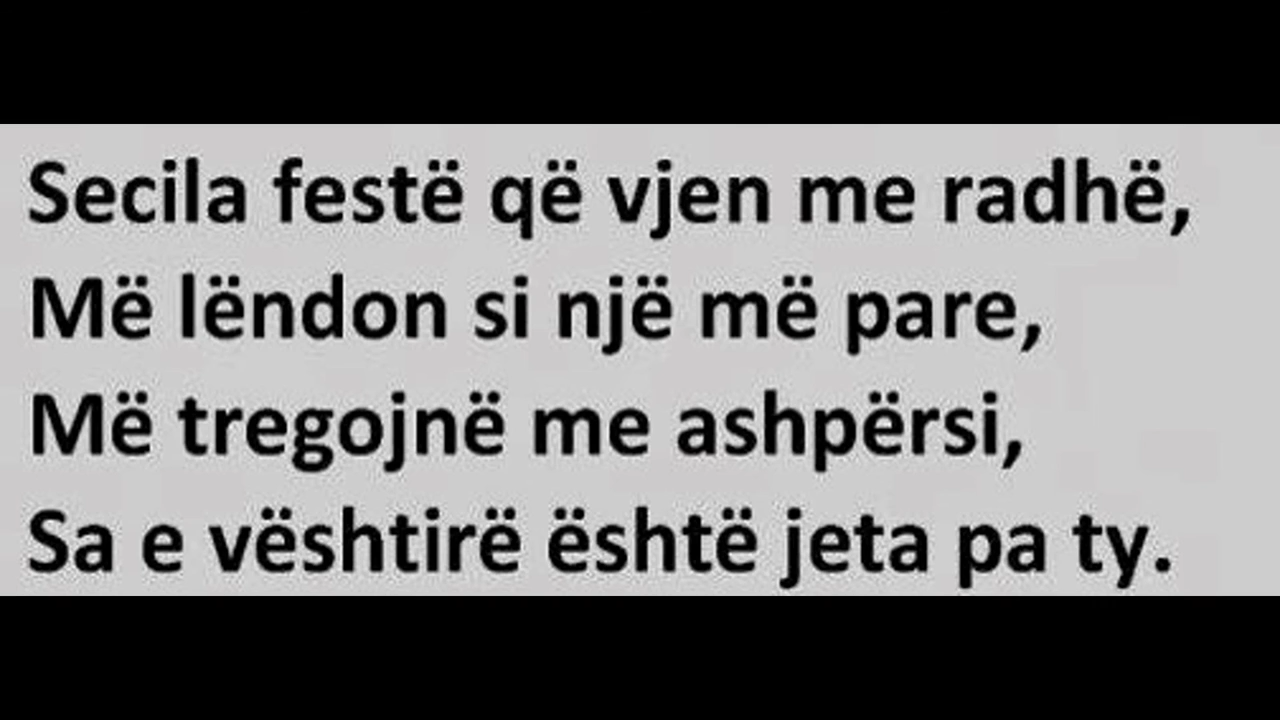 Secila festë që vjen me radhë,
Më lëndon si një më pare,
Më tregojnë me ashpërsi,
Sa e vështirë është jeta pa ty.